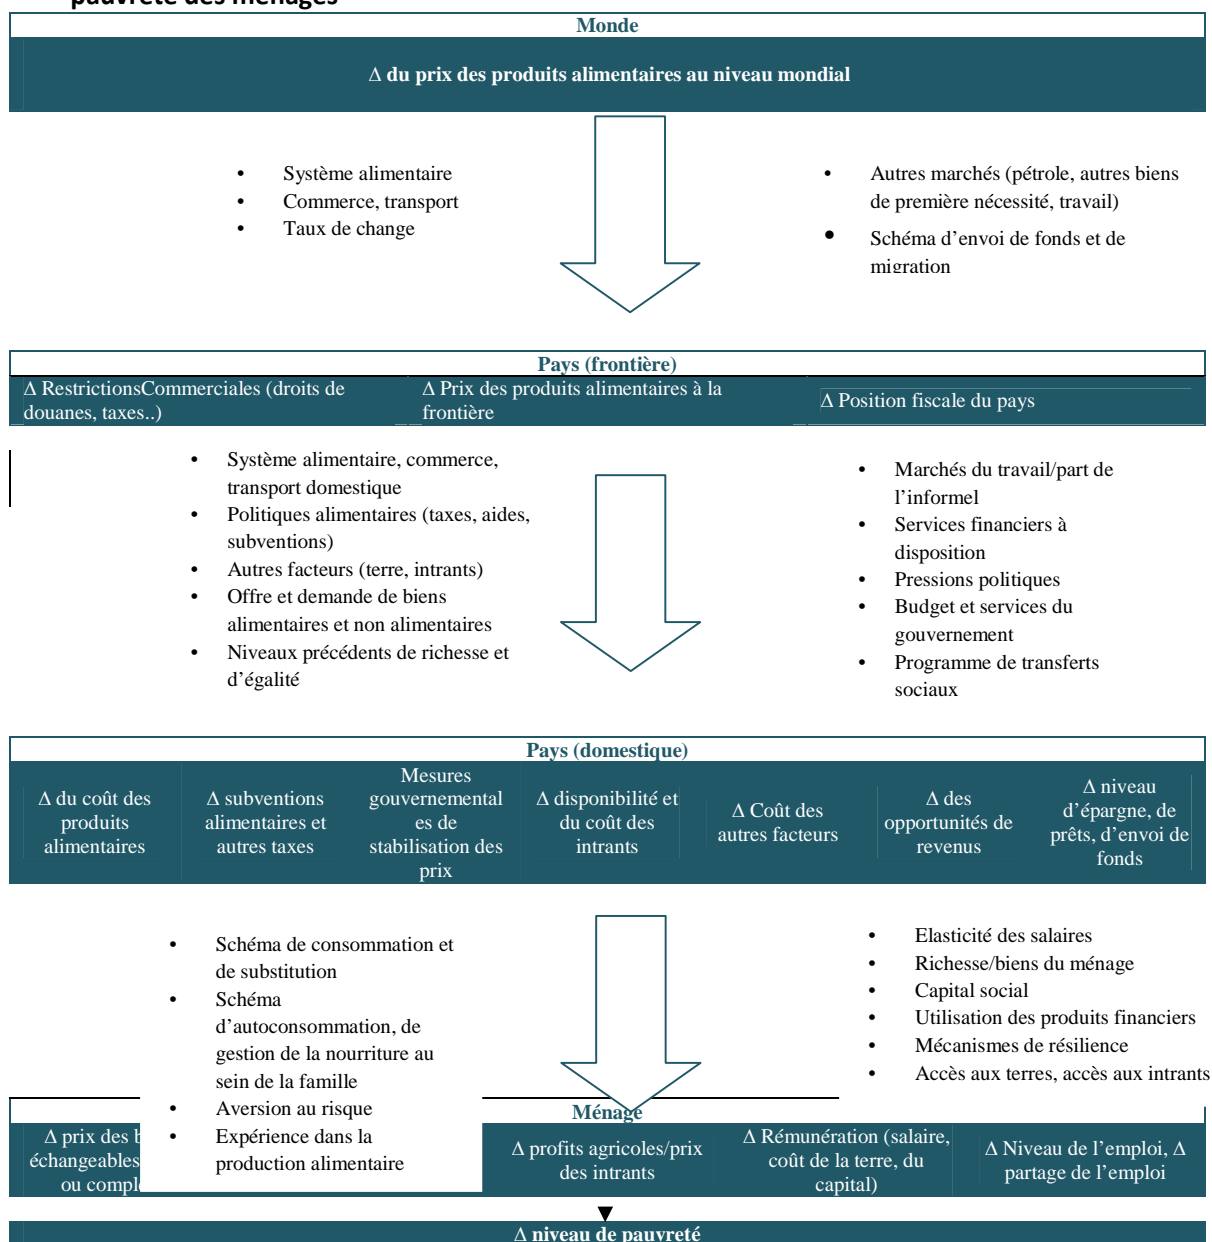 pauvreté des ménages
Monde
Δ du prix des produits alimentaires au niveau mondial
• Système alimentaire
• Commerce, transport
• Taux de change
• Autres marchés (pétrole, autres biens
de première nécessité, travail)
• Schéma d’envoi de fonds et de
migration
Pays (frontière)
Δ RestrictionsCommerciales (droits de
douanes, taxes..)
Δ Prix des produits alimentaires à la
frontière
Δ Position fiscale du pays
• Système alimentaire, commerce,
transport domestique
• Politiques alimentaires (taxes, aides,
subventions)
• Autres facteurs (terre, intrants)
• Offre et demande de biens
alimentaires et non alimentaires
• Niveaux précédents de richesse et
d’égalité
• Marchés du travail/part de
l’informel
• Services financiers à
disposition
• Pressions politiques
• Budget et services du
gouvernement
• Programme de transferts
sociaux
Pays (domestique)
Δ du coût des
produits
alimentaires
Δ subventions
alimentaires et
autres taxes
Mesures
gouvernemental
es de
stabilisation des
prix
Δ disponibilité et
du coût des
intrants
Δ Coût des
autres facteurs
Δ des
opportunités de
revenus
Δ niveau
d’épargne, de
prêts, d’envoi de
fonds
• Schéma de consommation et
de substitution
• Schéma
d’autoconsommation, de
gestion de la nourriture au
sein de la famille
• Aversion au risque
• Expérience dans la
production alimentaire
• Elasticité des salaires
• Richesse/biens du ménage
• Capital social
• Utilisation des produits financiers
• Mécanismes de résilience
• Accès aux terres, accès aux intrants
Ménage
Δ prix des
échangeables
ou
Δ profits agricoles/prix
des intrants
Δ Rémunération (salaire,
coût de la terre, du
capital)
Δ Niveau de l’emploi, Δ
partage de l’emploi
Δ niveau de pauvreté